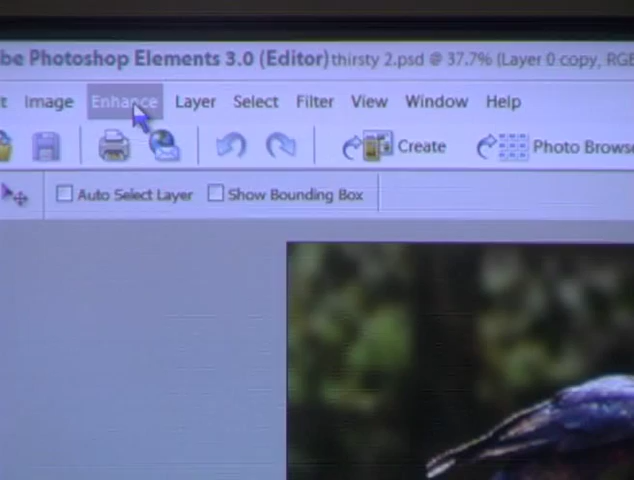 be Photoshop Elements 3.0 (Editor) thirsty 2.psd @ 37.7% (Layer 0 copy, RGB
t Image Enhance Layer Select Filter View Window Help
Create Photo Browse
Auto Select Layer Show Bounding Box